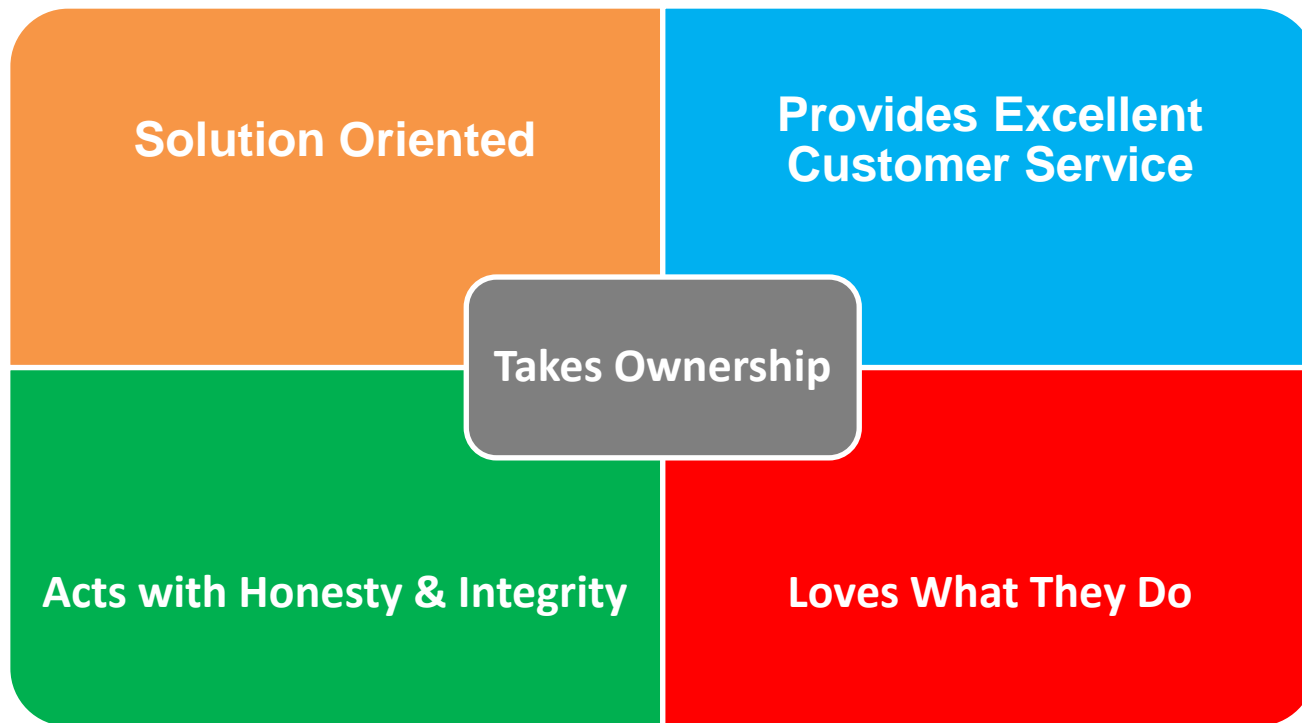 Solution Oriented
Provides Excellent
Customer Service
Takes Ownership
Acts with Honesty & Integrity
Loves What They Do